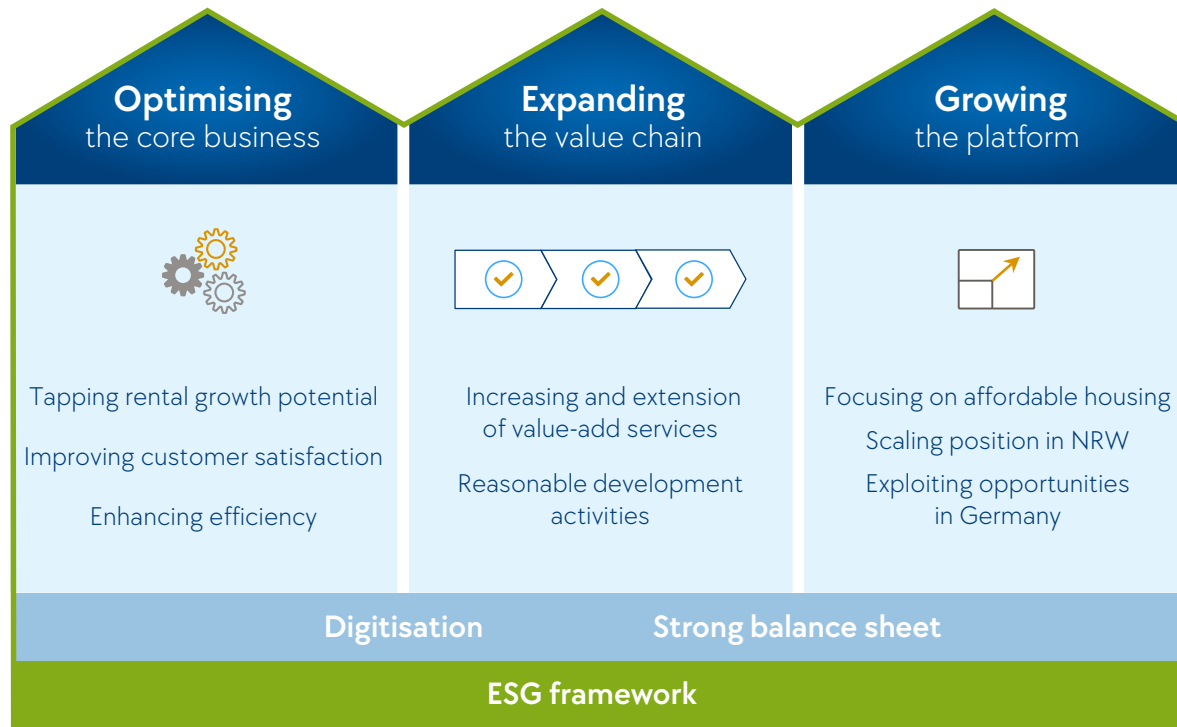 Optimising
the core business
Tapping rental growth potential
Improving customer satisfaction
Enhancing efficiency
Expanding
the value chain
Increasing and extension
of value-add services
Reasonable development
activities
Growing
the platform
Focusing on affordable housing
Scaling position in NRW
Exploiting opportunities
in Germany
Digitisation
Strong balance sheet
ESG framework